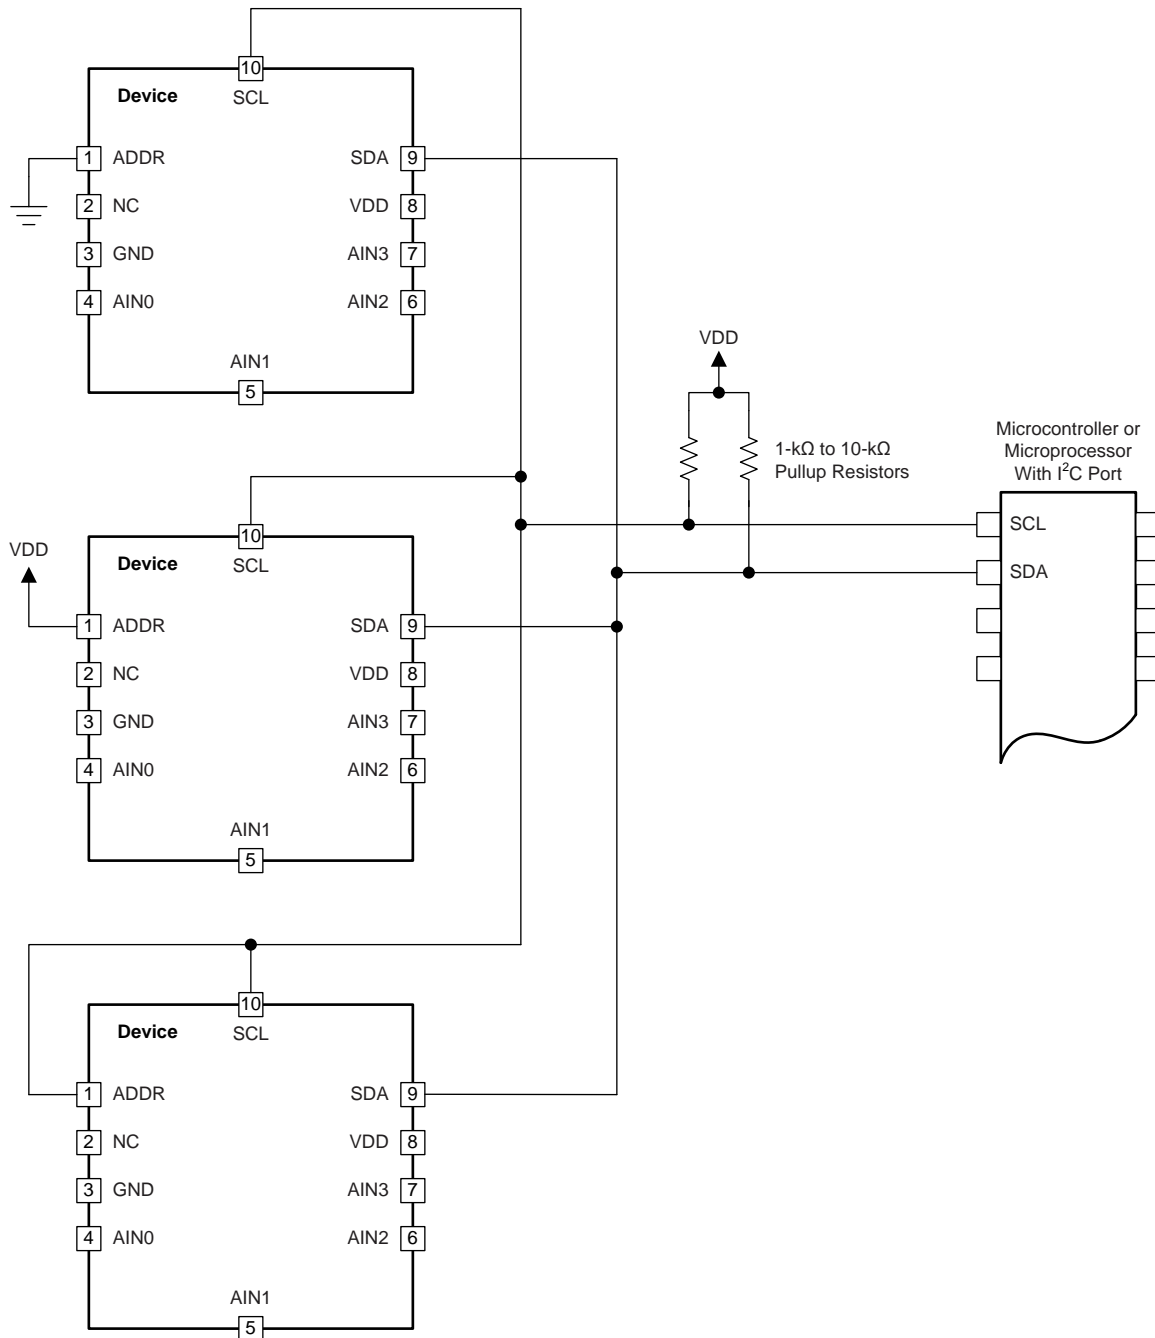 10
Device
SCL
1 ADDR
SDA 9
2 NC
VDD 8
3 GND
AIN3 7
4 AIN0
AIN2 6
AIN1
5
VDD
1-kΩ to 10-kΩ
Pullup Resistors
Microcontroller or
Microprocessor
With I²C Port
SCL
SDA
10
Device
SCL
VDD
1 ADDR
SDA 9
2 NC
VDD 8
3 GND
AIN3 7
4 AIN0
AIN2 6
AIN1
5
10
Device
SCL
1 ADDR
SDA 9
2 NC
VDD 8
3 GND
AIN3 7
4 AIN0
AIN2 6
AIN1
5